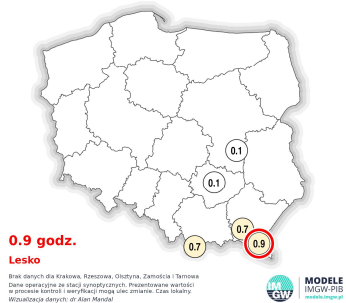 0.1
0.1
0.7
0.9
0.7
0.9 godz.
Lesko
Brak danych dla Krakowa, Rzeszowa, Olsztyna, Zamościa i Tarnowa
Dane operacyjne ze stacji synoptycznych. Prezentowane wartości
w procesie kontroli i weryfikacji mogą ulec zmianie. Czas lokalny.
Wizualizacja danych: dr Alan Mandal
IM
GW
MODELE
IMGW-PIB
modele.imgw.pl